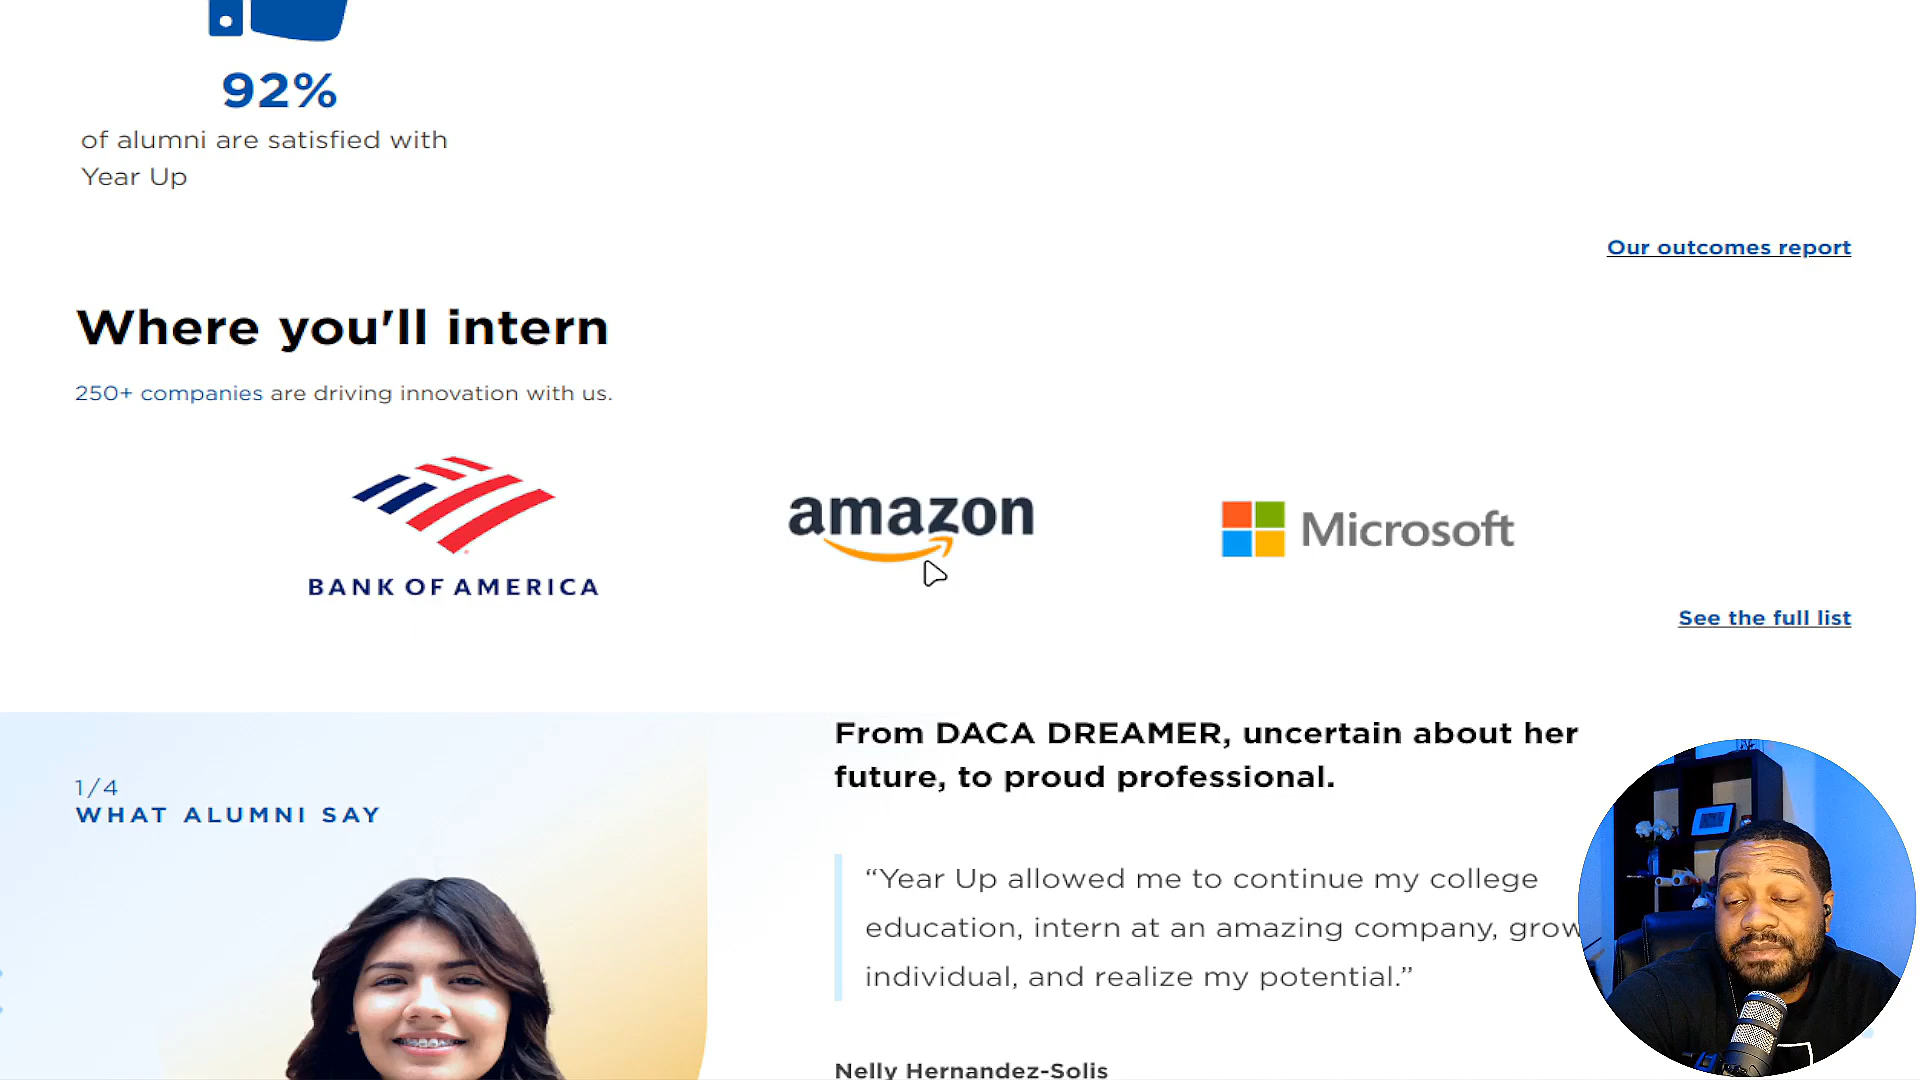 92%
of alumni are satisfied with
Year Up
Our outcomes report
Where you'll intern
250+ companies are driving innovation with us.
BANK OF AMERICA
amazon
Microsoft
See the full list
1/4
WHAT ALUMNI SAY
From DACA DREAMER, uncertain about her
future, to proud professional.
“Year Up allowed me to continue my college
education, intern at an amazing company, grow
individual, and realize my potential.”
Nelly Hernandez-Solis